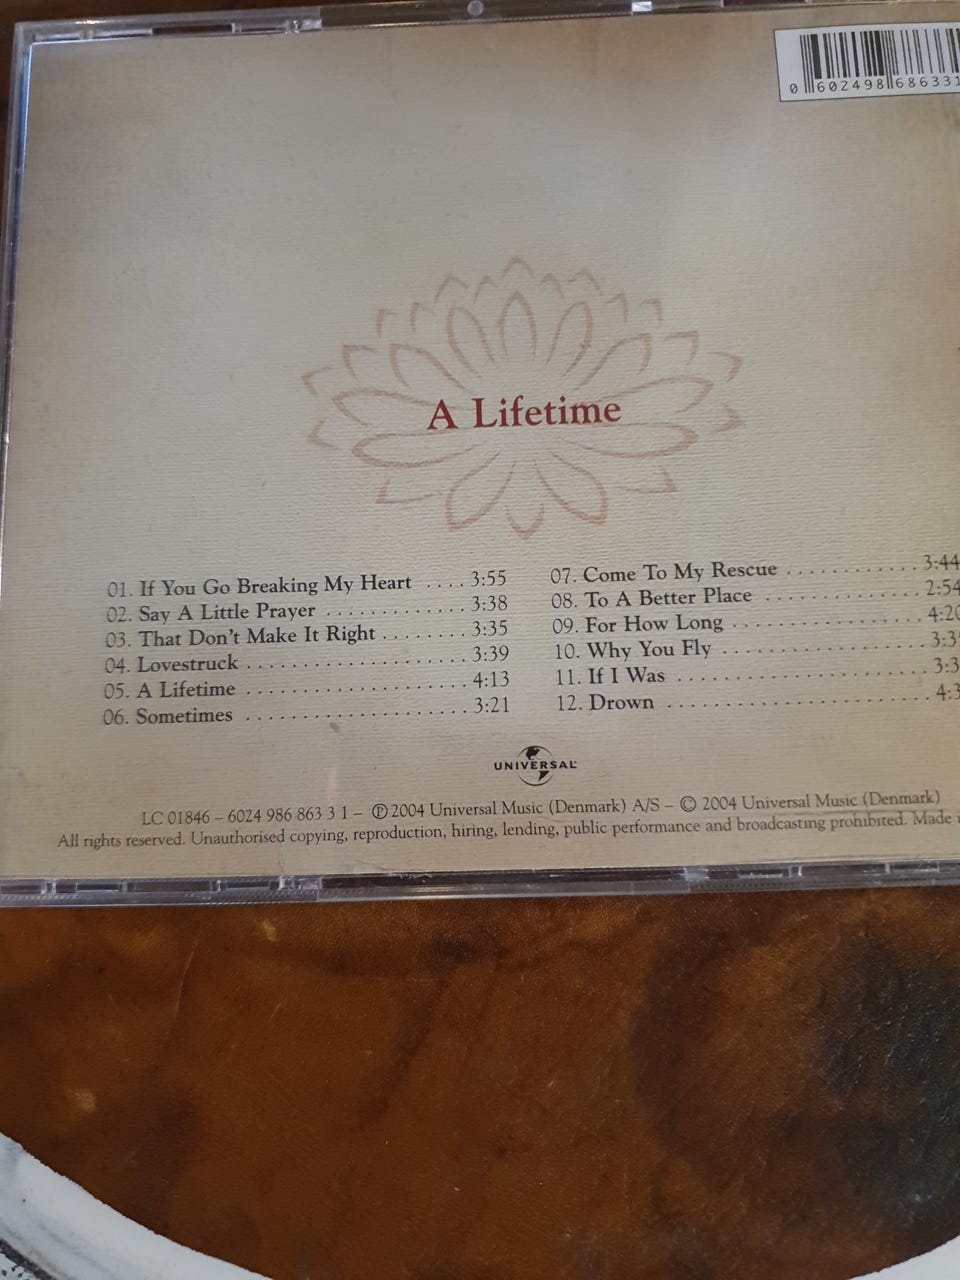 0 602498 686331
A Lifetime
01. If You Go Breaking My Heart .... 3:55
02. Say A Little Prayer ............ 3:38
03. That Don't Make It Right ........ 3:35
04. Lovestruck .................... 3:39
05. A Lifetime .................... 4:13
06. Sometimes .................... 3:21
07. Come To My Rescue ............ 3:44
08. To A Better Place .............. 2:54
09. For How Long ................. 4:20
10. Why You Fly ..................
11. If I Was ......................
12. Drown .......................
UNIVERSAL
LC 01846 – 6024 986 863 3 1 – ℗ 2004 Universal Music (Denmark) A/S – © 2004 Universal Music (Denmark)
All rights reserved. Unauthorised copying, reproduction, hiring, lending, public performance and broadcasting prohibited. Made